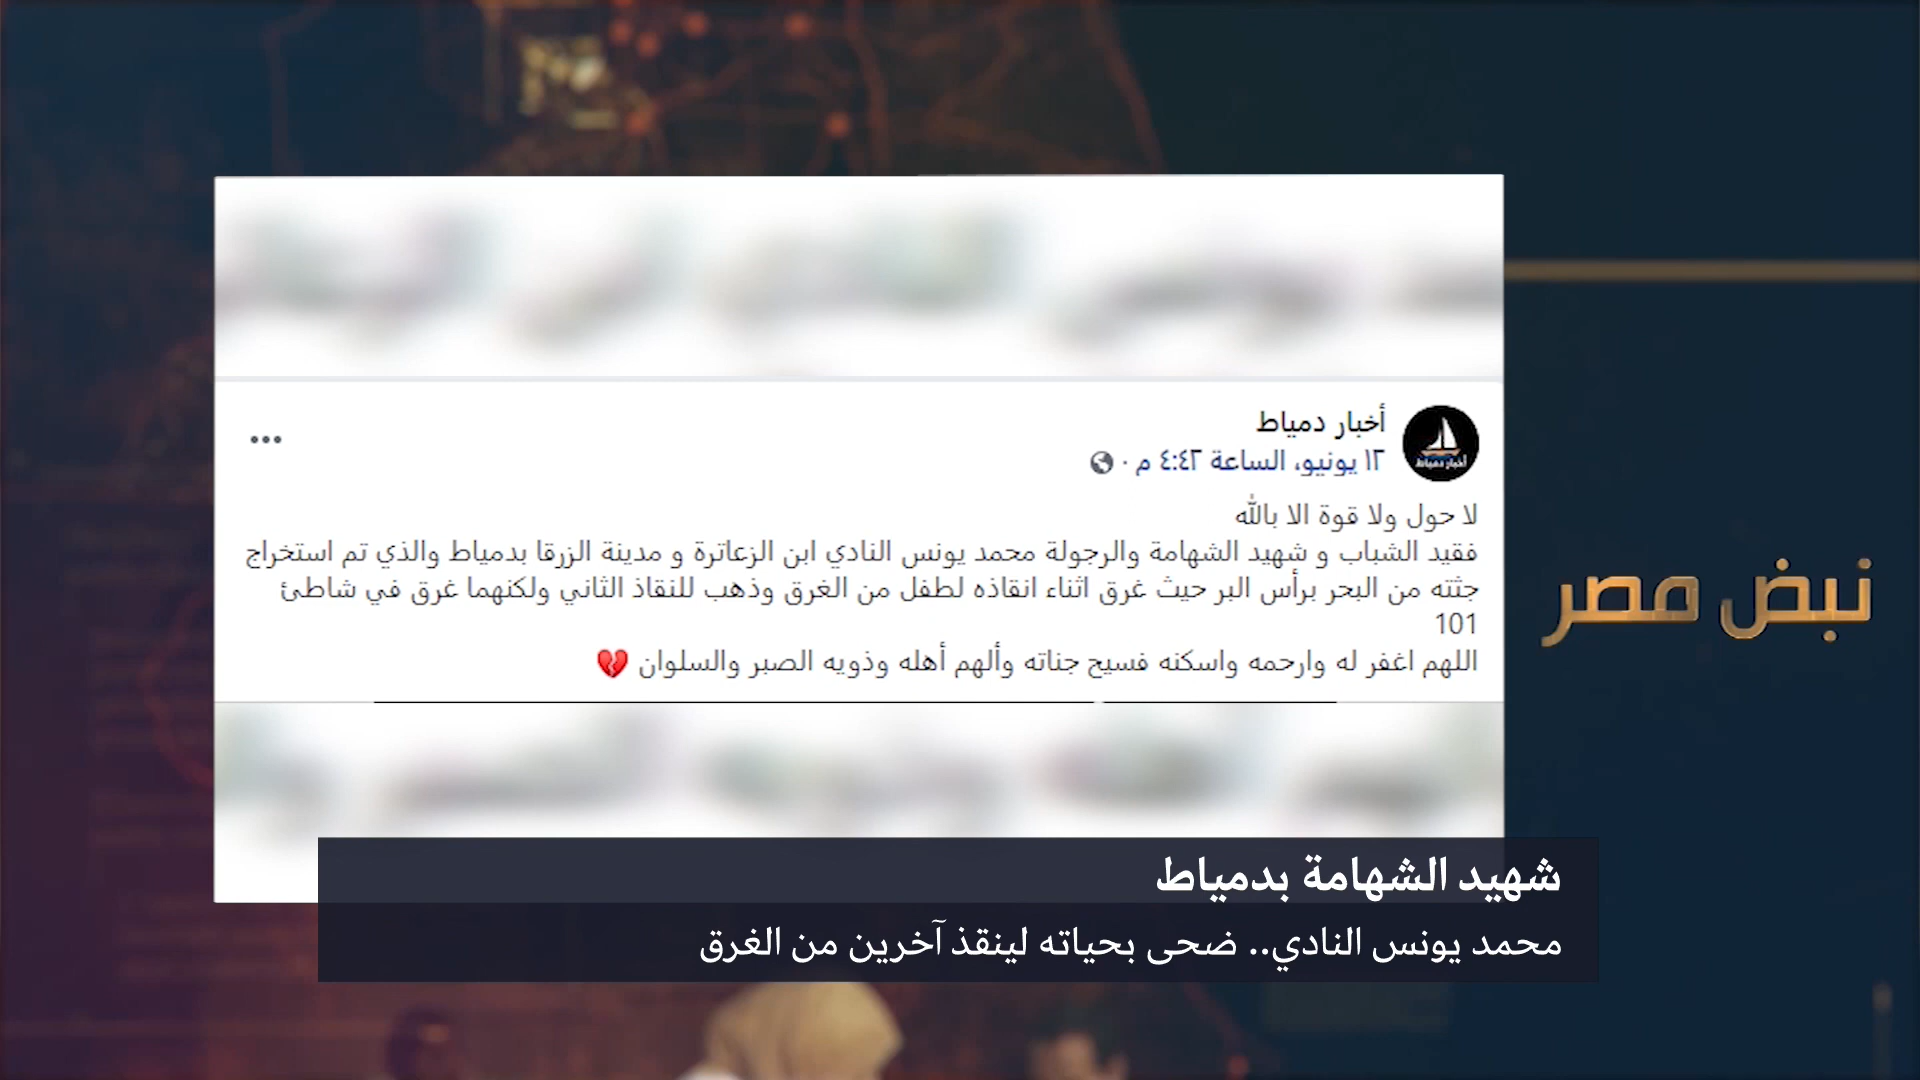 أخبار دمياط
١٢ يونيو، الساعة ٤:٤٢ م ·
أخبار دمياط
لا حول ولا قوة الا بالله
فقيد الشباب و شهيد الشهامة والرجولة محمد يونس النادي ابن الزعاترة و مدينة الزرقا بدمياط والذي تم استخراج
جثته من البحر برأس البر حيث غرق اثناء انقاذه لطفل من الغرق وذهب للنقاذ الثاني ولكنهما غرق في شاطئ
101
اللهم اغفر له وارحمه واسكنه فسيح جناته وألهم أهله وذويه الصبر والسلوان 💔
نبض مصر
شهيد الشهامة بدمياط
محمد يونس النادي.. ضحى بحياته لينقذ آخرين من الغرق